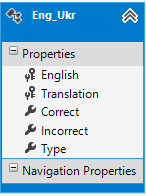 Eng_Ukr
Properties
English
Translation
Correct
Incorrect
Type
Navigation Properties